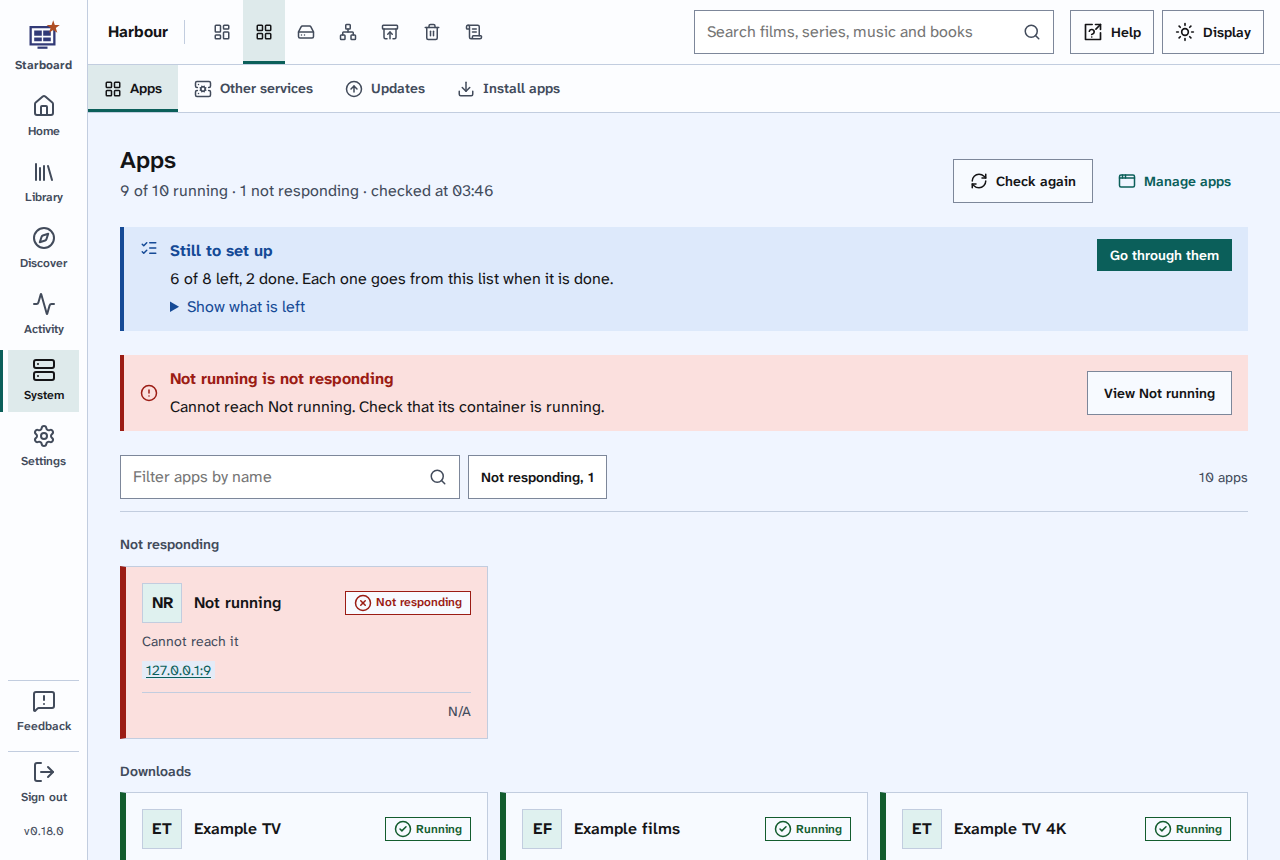 Starboard
Home
Library
Discover
Activity
System
Settings
Feedback
Sign out
v0.18.0
Harbour
Search films, series, music and books
Help
Display
Apps
Other services
Updates
Install apps
Apps
9 of 10 running · 1 not responding · checked at 03:46
Check again
Manage apps
Still to set up
6 of 8 left, 2 done. Each one goes from this list when it is done.
Show what is left
Go through them
Not running is not responding
Cannot reach Not running. Check that its container is running.
View Not running
Filter apps by name
Not responding, 1
10 apps
Not responding
NR
Not running
Not responding
Cannot reach it
127.0.0.1:9
N/A
Downloads
ET
Example TV
Running
EF
Example films
Running
ET
Example TV 4K
Running